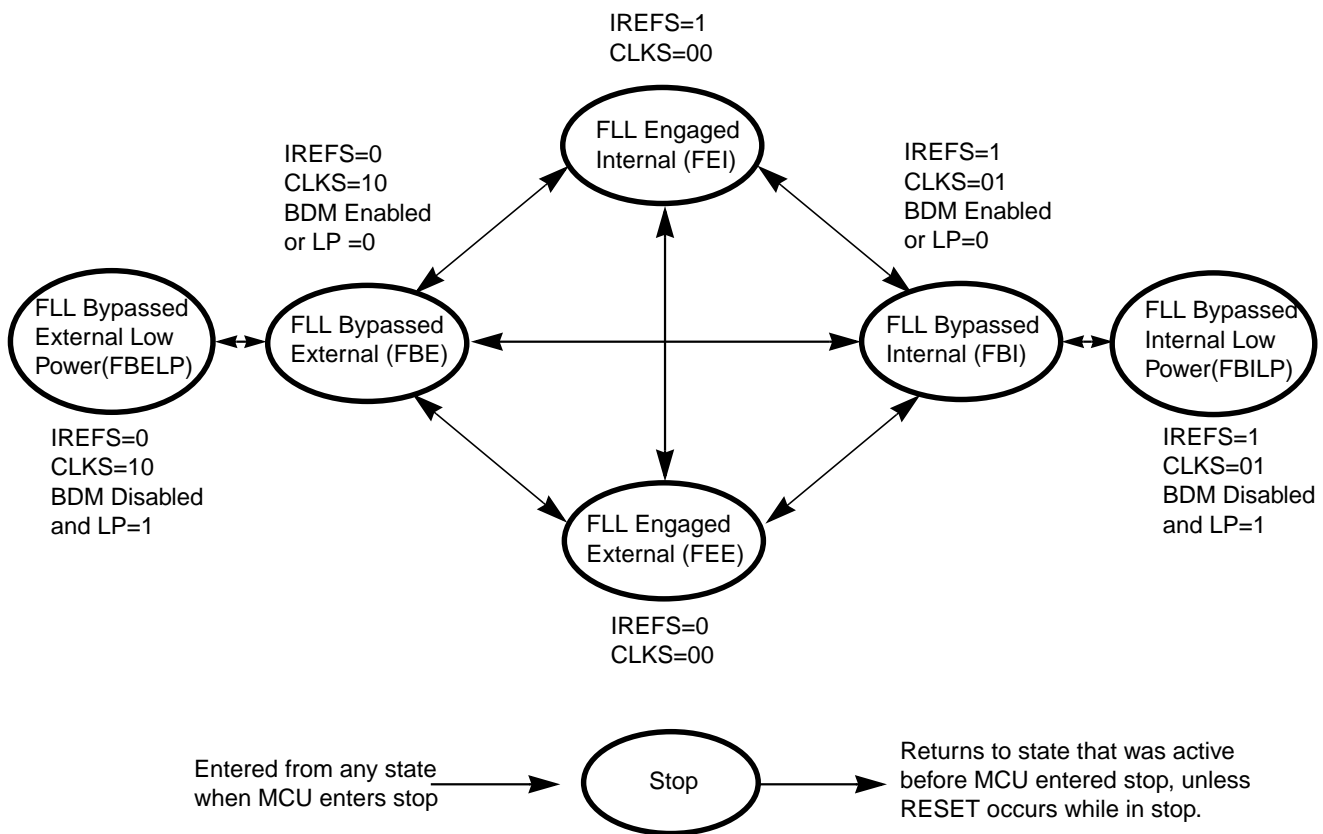 IREFS=1
CLKS=00
FLL Engaged
Internal (FEI)
IREFS=0
CLKS=10
BDM Enabled
or LP =0
IREFS=1
CLKS=01
BDM Enabled
or LP=0
FLL Bypassed
External Low
Power(FBELP)
FLL Bypassed
External (FBE)
FLL Bypassed
Internal (FBI)
FLL Bypassed
Internal Low
Power(FBILP)
IREFS=0
CLKS=10
BDM Disabled
and LP=1
IREFS=1
CLKS=01
BDM Disabled
and LP=1
FLL Engaged
External (FEE)
IREFS=0
CLKS=00
Entered from any state
when MCU enters stop
Stop
Returns to state that was active
before MCU entered stop, unless
RESET occurs while in stop.